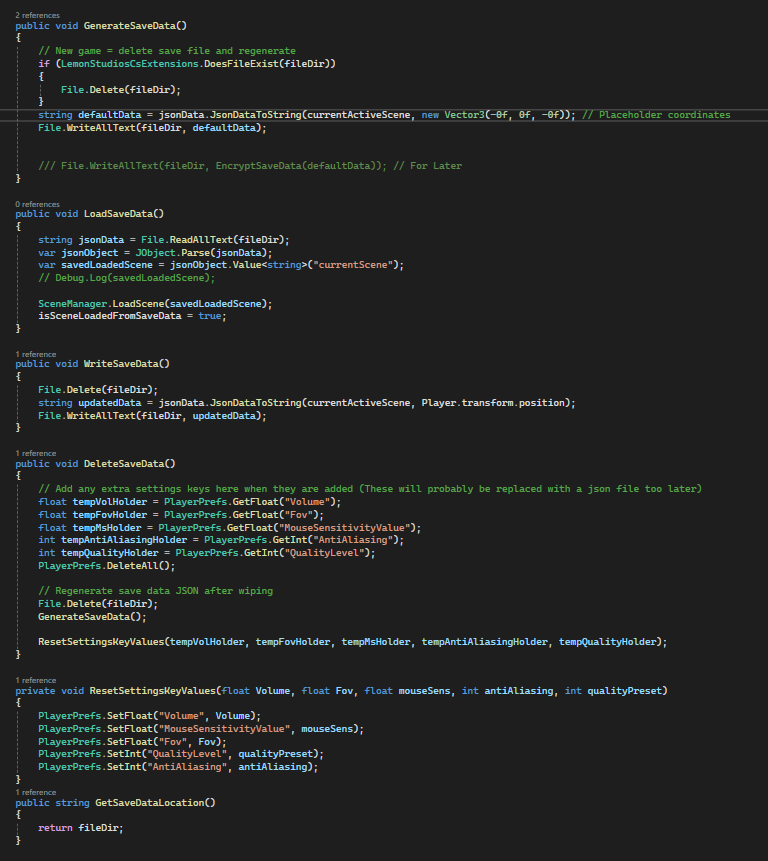 2 references
public void GenerateSaveData()
{
// New game = delete save file and regenerate
if (LemonStudiosCsExtensions.DoesFileExist(fileDir))
{
File.Delete(fileDir);
}
string defaultData = jsonData.JsonDataToString(currentActiveScene, new Vector3(-0f, 0f, -0f)); // Placeholder coordinates
File.WriteAllText(fileDir, defaultData);
/// File.WriteAllText(fileDir, EncryptSaveData(defaultData)); // For Later
}
0 references
public void LoadSaveData()
{
string jsonData = File.ReadAllText(fileDir);
var jsonObject = JObject.Parse(jsonData);
var savedLoadedScene = jsonObject.Value<string>("currentScene");
// Debug.Log(savedLoadedScene);
SceneManager.LoadScene(savedLoadedScene);
isSceneLoadedFromSaveData = true;
}
1 reference
public void WriteSaveData()
{
File.Delete(fileDir);
string updatedData = jsonData.JsonDataToString(currentActiveScene, Player.transform.position);
File.WriteAllText(fileDir, updatedData);
}
1 reference
public void DeleteSaveData()
{
// Add any extra settings keys here when they are added (These will probably be replaced with a json file too later)
float tempVolHolder = PlayerPrefs.GetFloat("Volume");
float tempFovHolder = PlayerPrefs.GetFloat("Fov");
float tempMsHolder = PlayerPrefs.GetFloat("MouseSensitivityValue");
int tempAntiAliasingHolder = PlayerPrefs.GetInt("AntiAliasing");
int tempQualityHolder = PlayerPrefs.GetInt("QualityLevel");
PlayerPrefs.DeleteAll();
// Regenerate save data JSON after wiping
File.Delete(fileDir);
GenerateSaveData();
ResetSettingsKeyValues(tempVolHolder, tempFovHolder, tempMsHolder, tempAntiAliasingHolder, tempQualityHolder);
}
1 reference
private void ResetSettingsKeyValues(float Volume, float Fov, float mouseSens, int antiAliasing, int qualityPreset)
{
PlayerPrefs.SetFloat("Volume", Volume);
PlayerPrefs.SetFloat("MouseSensitivityValue", mouseSens);
PlayerPrefs.SetFloat("Fov", Fov);
PlayerPrefs.SetInt("QualityLevel", qualityPreset);
PlayerPrefs.SetInt("AntiAliasing", antiAliasing);
}
1 reference
public string GetSaveDataLocation()
{
return fileDir;
}